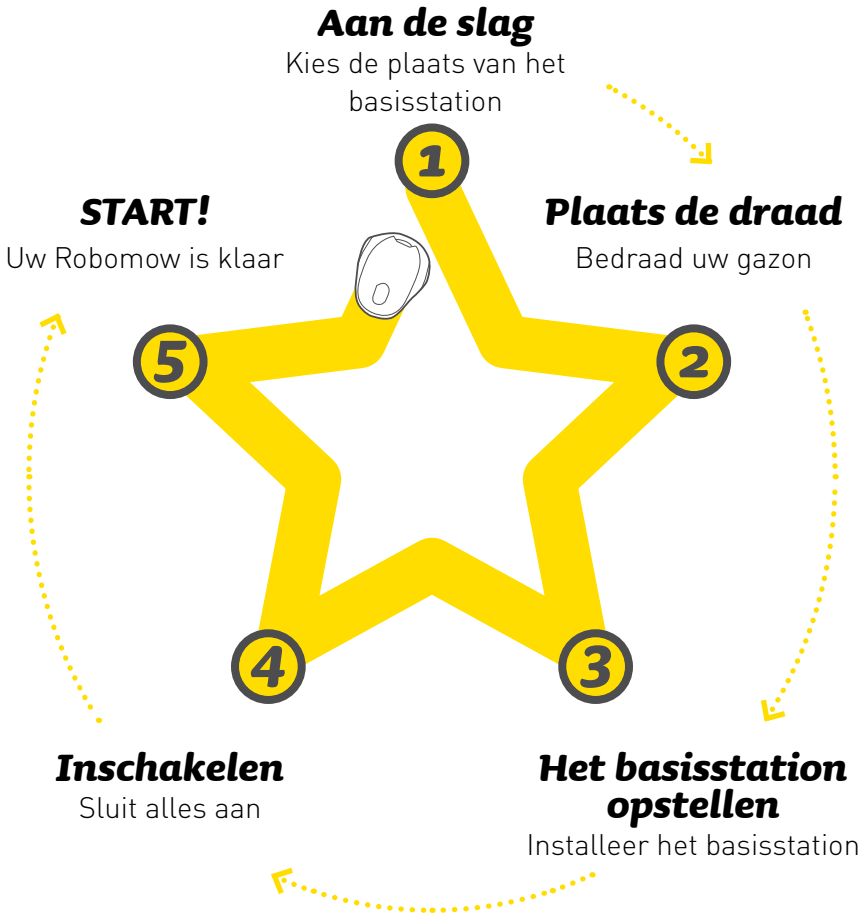 Aan de slag
Kies de plaats van het
basisstation
1
Plaats de draad
Bedraad uw gazon
2
3
Het basisstation
opstellen
Installeer het basisstation
4
Inschakelen
Sluit alles aan
5
START!
Uw Robomow is klaar